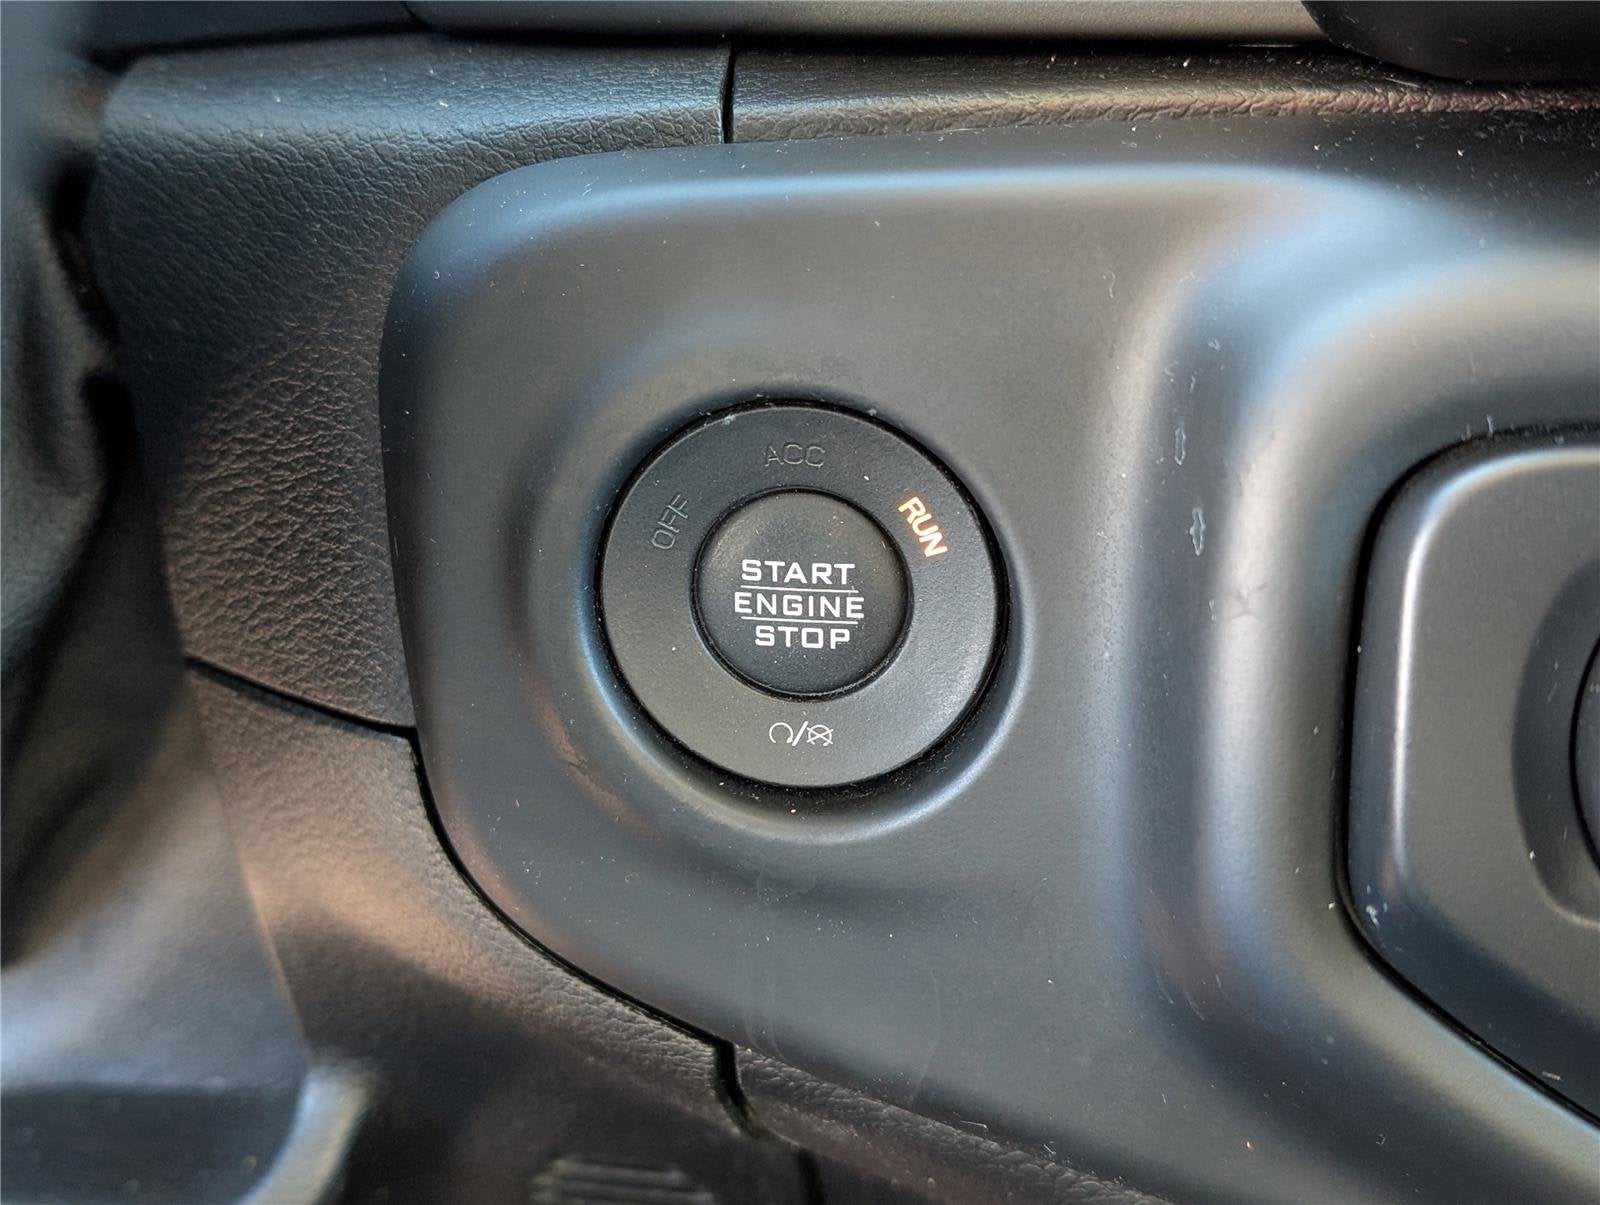 ACC
OFF
RUN
START
ENGINE
STOP